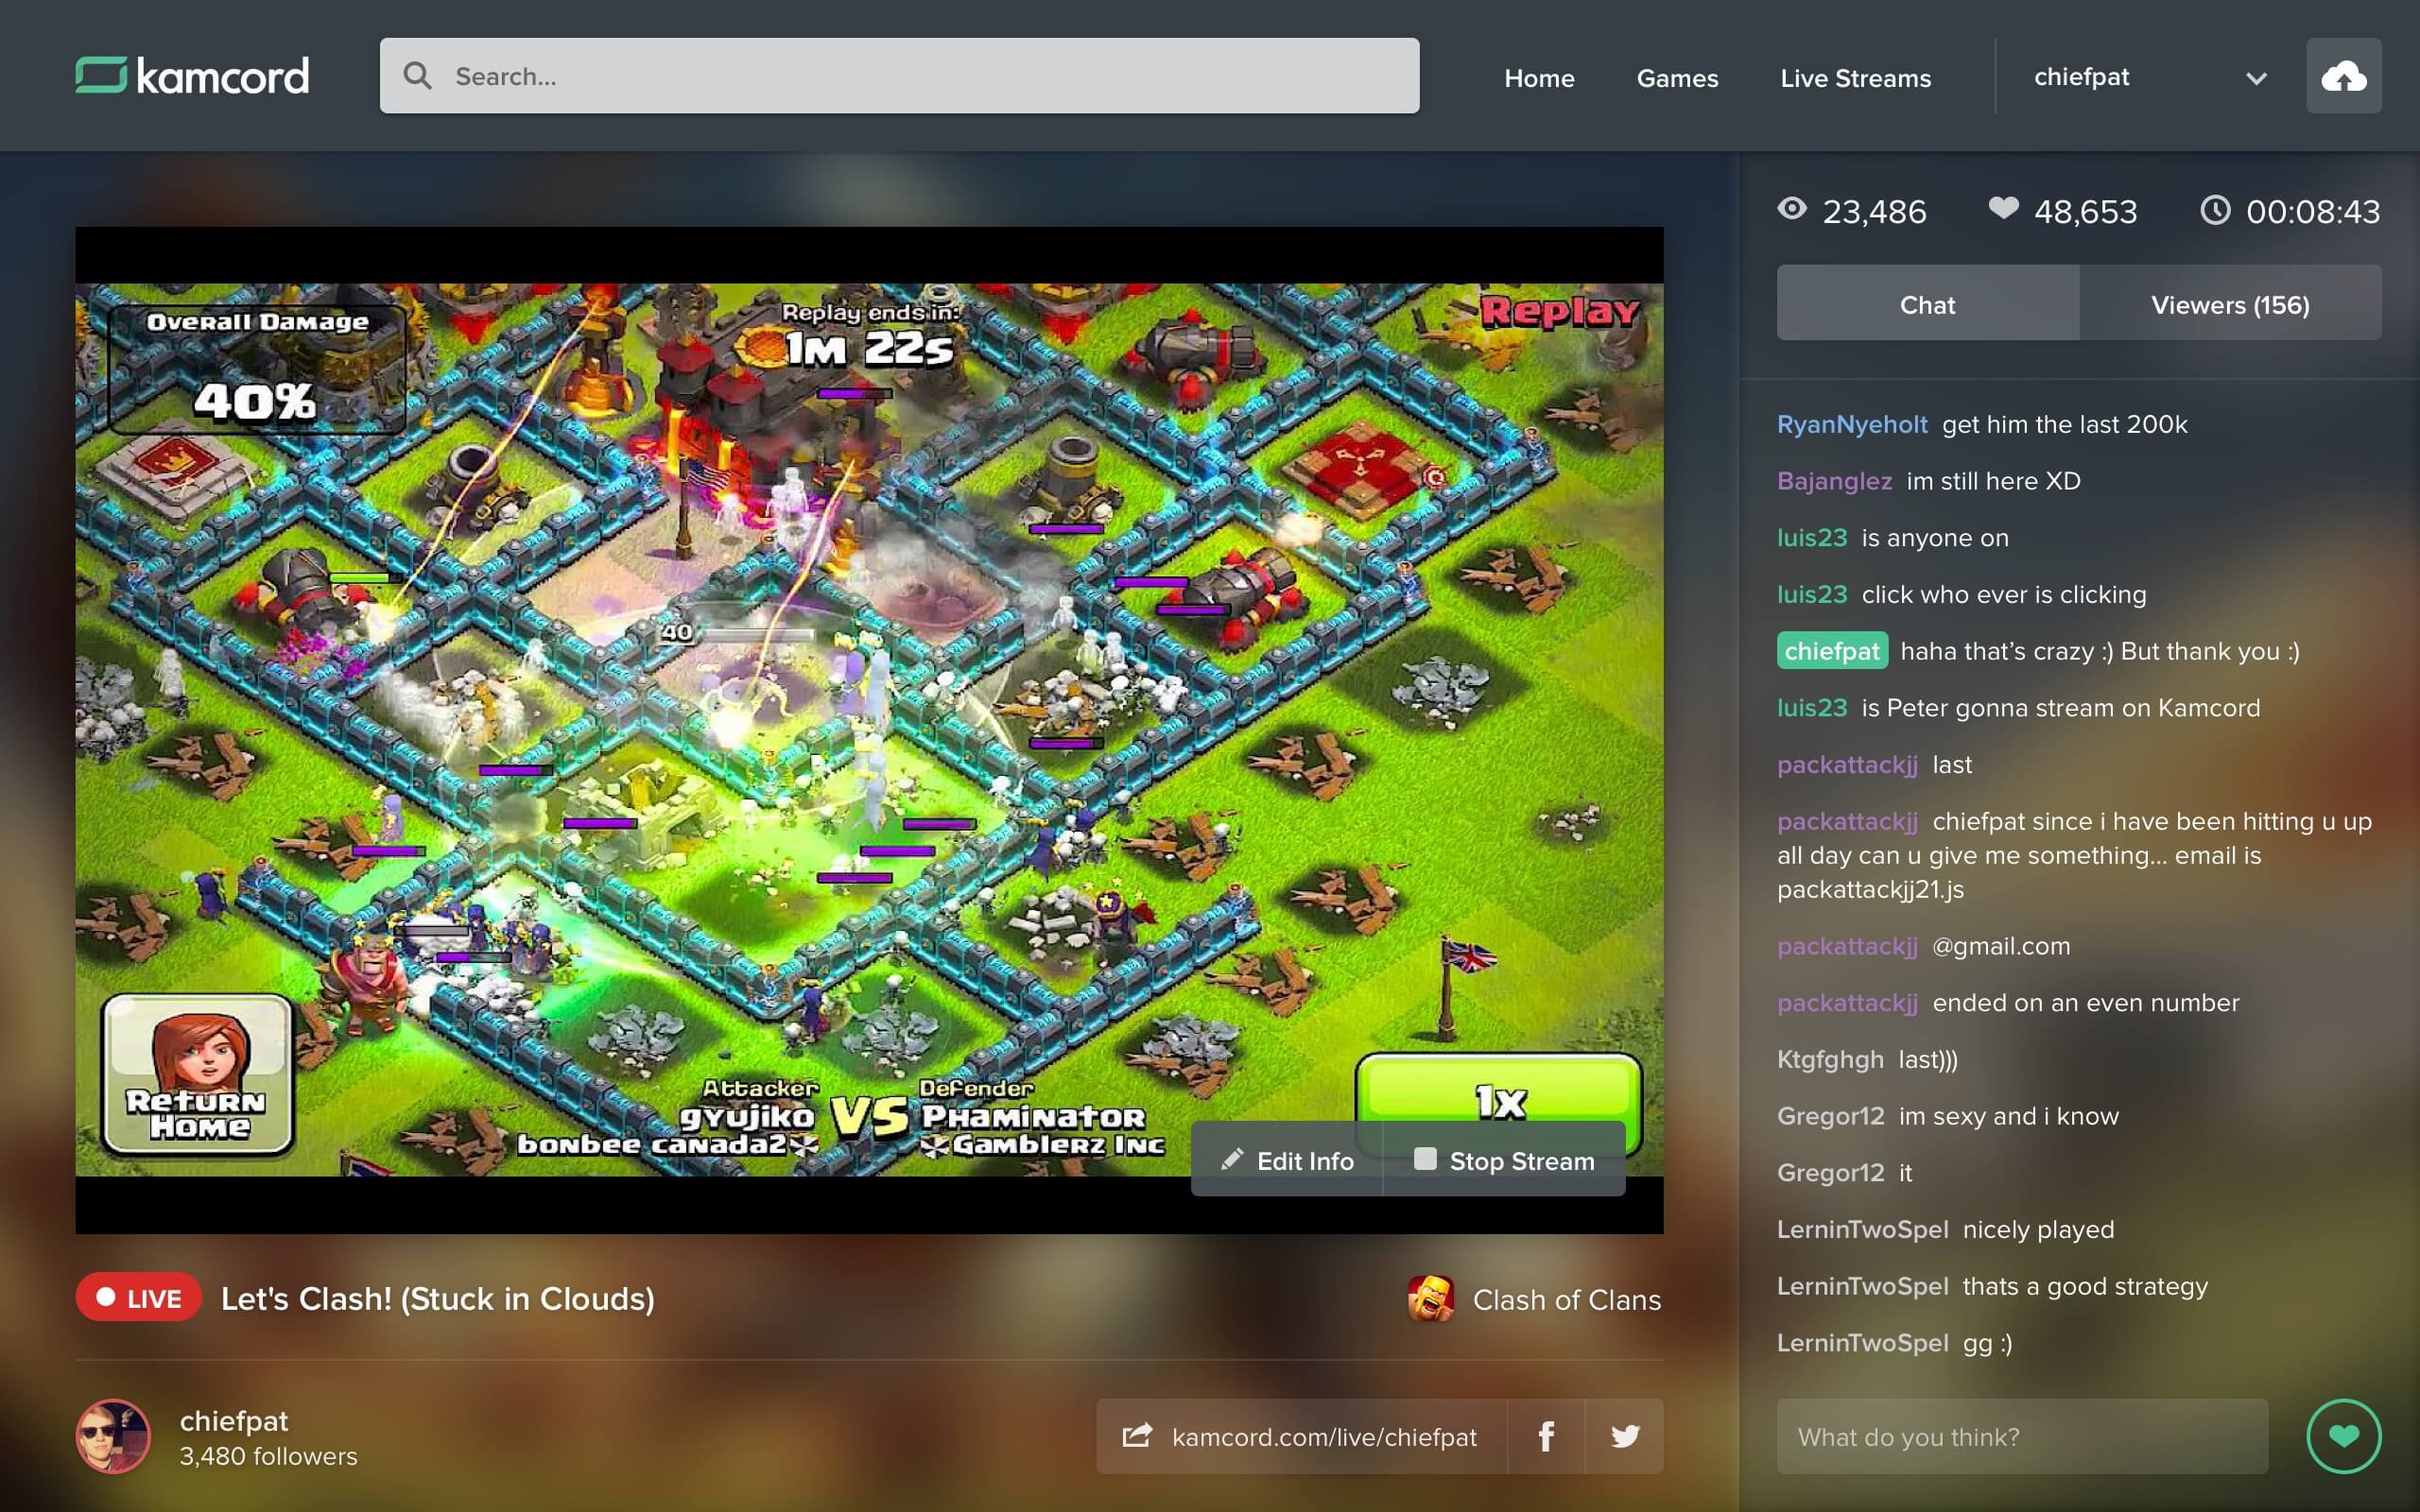 kamcord
Search...
Home
Games
Live Streams
chiefpat
Overall Damage
40%
Replay ends in:
1M 22s
Replay
40
Return
Home
Attacker
gyujiko
bonbee canada2
VS
Defender
Phaminator
Gamblerz Inc
1x
Edit Info
Stop Stream
LIVE
Let's Clash! (Stuck in Clouds)
Clash of Clans
chiefpat
3,480 followers
kamcord.com/live/chiefpat
23,486
48,653
00:08:43
Chat
Viewers (156)
RyanNyeholt get him the last 200k
Bajanglez im still here XD
luis23 is anyone on
luis23 click who ever is clicking
chiefpat haha that’s crazy :) But thank you :)
luis23 is Peter gonna stream on Kamcord
packattackjj last
packattackjj chiefpat since i have been hitting u up
all day can u give me something... email is
packattackjj21.js
packattackjj @gmail.com
packattackjj ended on an even number
Ktgfghgh last)))
Gregor12 im sexy and i know
Gregor12 it
LerninTwoSpel nicely played
LerninTwoSpel thats a good strategy
LerninTwoSpel gg :)
What do you think?